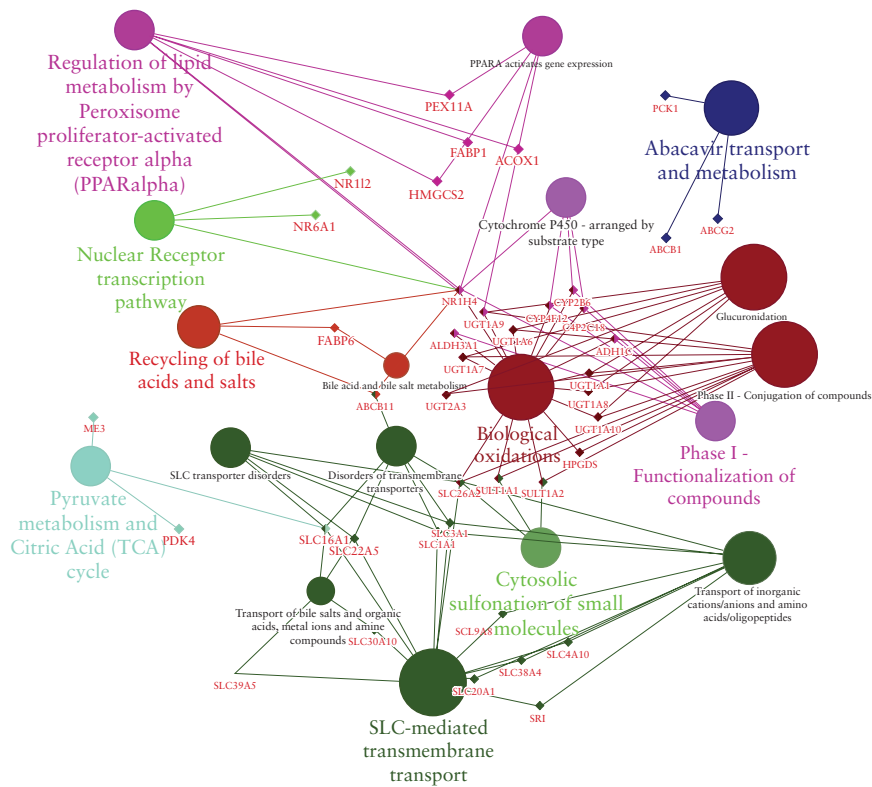 PPARA activates gene expression
Regulation of lipid
metabolism by
Peroxisome
proliferator-activated
receptor alpha
(PPARalpha)
PEX11A
PCK1
FABP1
ACOX1
Abacavir transport
and metabolism
NR1I2
HMGCS2
NR6A1
Cytochrome P450 - arranged by
substrate type
ABCG2
ABCB1
Nuclear Receptor
transcription
pathway
NR1H4
CYP2B6
CYP4F12
Glucuronidation
UGT1A9
C4P2C18
FABP6
UGT1A6
ALDH3A1
ADH1C
Recycling of bile
acids and salts
UGT1A7
Bile acid and bile salt metabolism
UGT1A1
Phase II - Conjugation of compounds
ABCB11
UGT2A3
UGT1A8
ME3
UGT1A10
Biological
oxidations
Phase I -
Functionalization of
compounds
HPGDS
SLC transporter disorders
Disorders of transmembrane
transporters
SLC26A2
SULT1A1
SULT1A2
Pyruvate
metabolism and
Citric Acid (TCA)
cycle
PDK4
SLC16A1
SLC22A5
SLC3A1
SLC1A1
Cytosolic
sulfonation of small
molecules
Transport of inorganic
cations/anions and amino
acids/oligopeptides
Transport of bile salts and organic
acids, metal ions and amine
compounds
SLC30A10
SCL9A8
SLC4A10
SLC38A4
SLC39A5
SLC20A1
SRI
SLC-mediated
transmembrane
transport